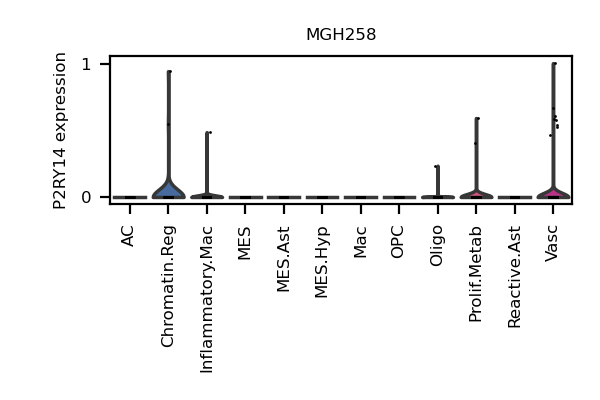 MGH258
P2RY14 expression
1
0
AC
Chromatin.Reg
Inflammatory.Mac
MES
MES.Ast
MES.Hyp
Mac
OPC
Oligo
Prolif.Metab
Reactive.Ast
Vasc